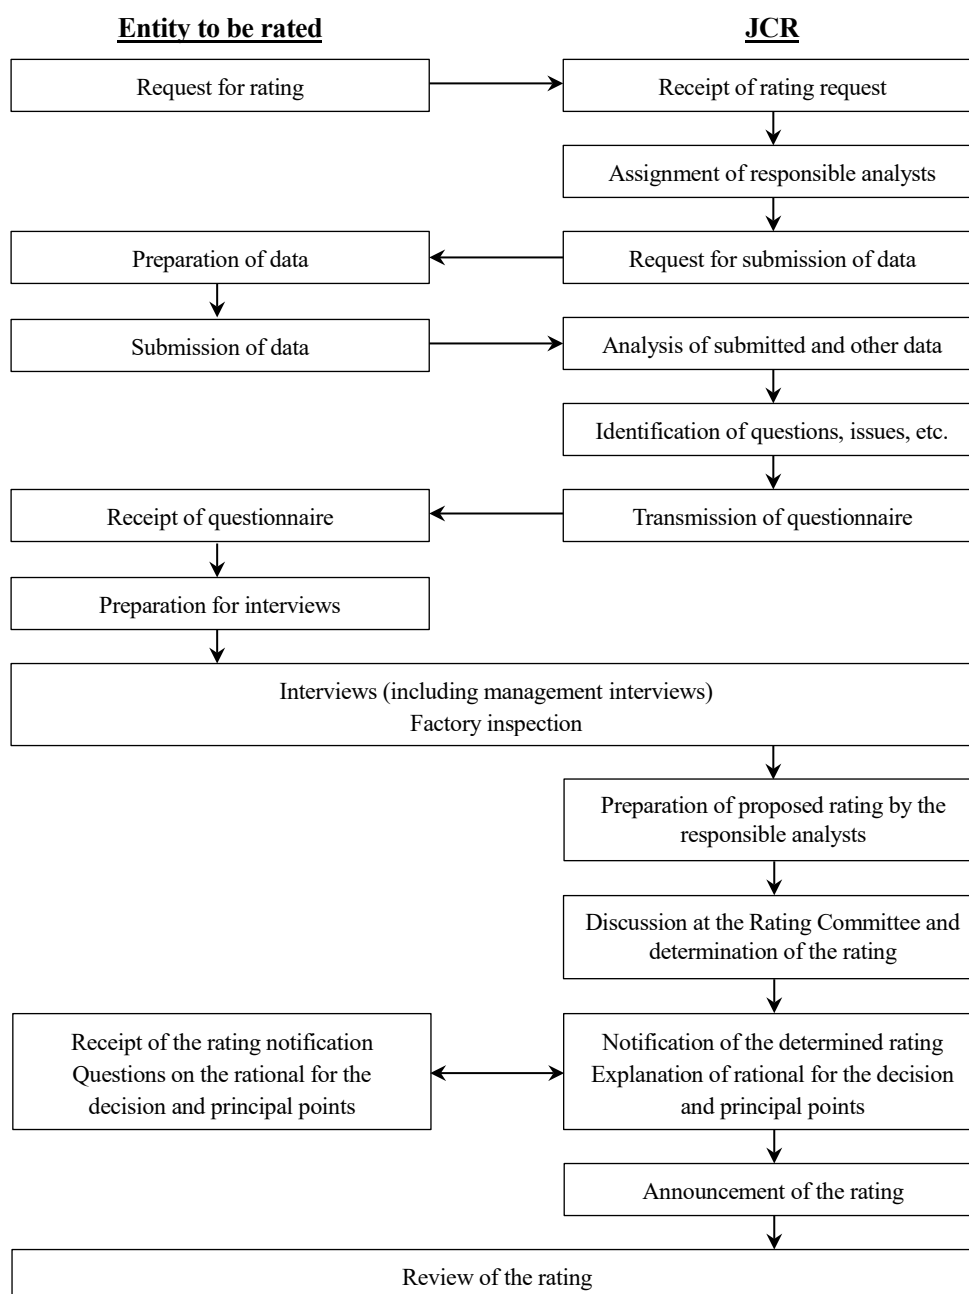 Entity to be rated
JCR
Request for rating
Receipt of rating request
Assignment of responsible analysts
Preparation of data
Request for submission of data
Submission of data
Analysis of submitted and other data
Identification of questions, issues, etc.
Receipt of questionnaire
Transmission of questionnaire
Preparation for interviews
Interviews (including management interviews)
Factory inspection
Preparation of proposed rating by the
responsible analysts
Discussion at the Rating Committee and
determination of the rating
Receipt of the rating notification
Questions on the rational for the
decision and principal points
Notification of the determined rating
Explanation of rational for the decision
and principal points
Announcement of the rating
Review of the rating